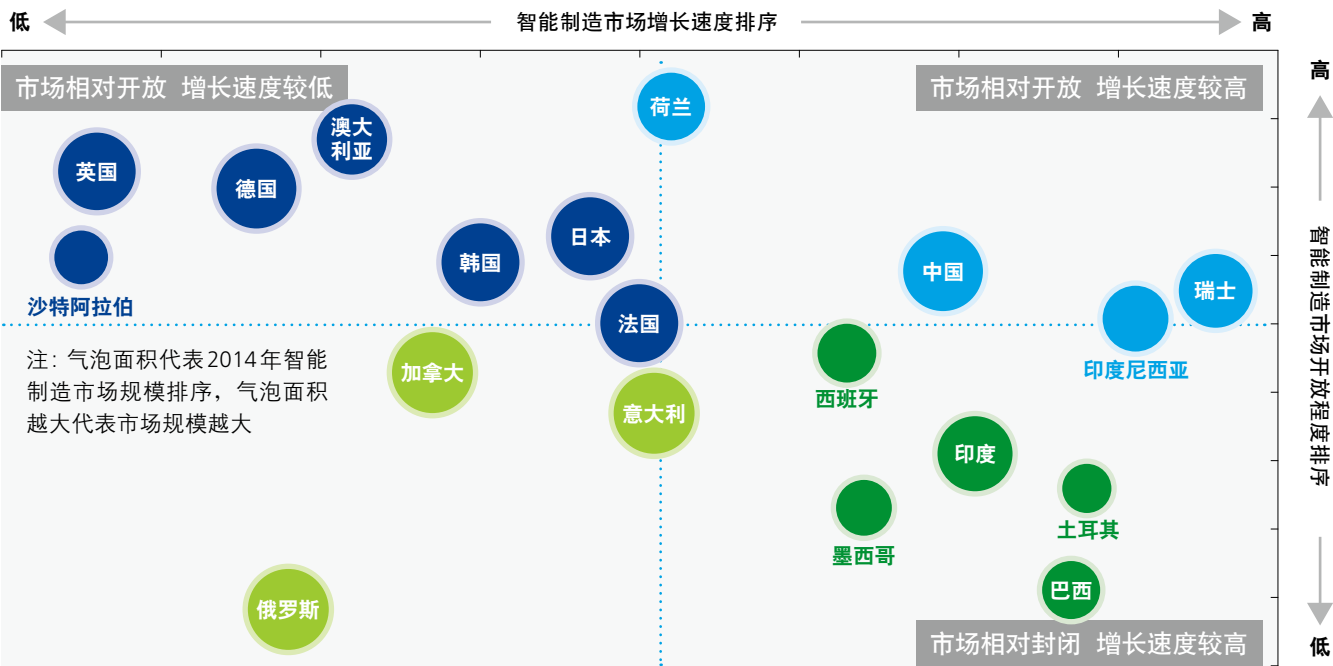 低
智能制造市场增长速度排序
高
市场相对开放 增长速度较低
市场相对开放 增长速度较高
高
荷兰
澳大
利亚
英国
德国
日本
韩国
中国
瑞士
沙特阿拉伯
法国
印度尼西亚
智能制造市场开放程度排序
注：气泡面积代表2014年智能
制造市场规模排序，气泡面积
越大代表市场规模越大
加拿大
西班牙
意大利
印度
土耳其
墨西哥
巴西
俄罗斯
市场相对封闭 增长速度较高
低